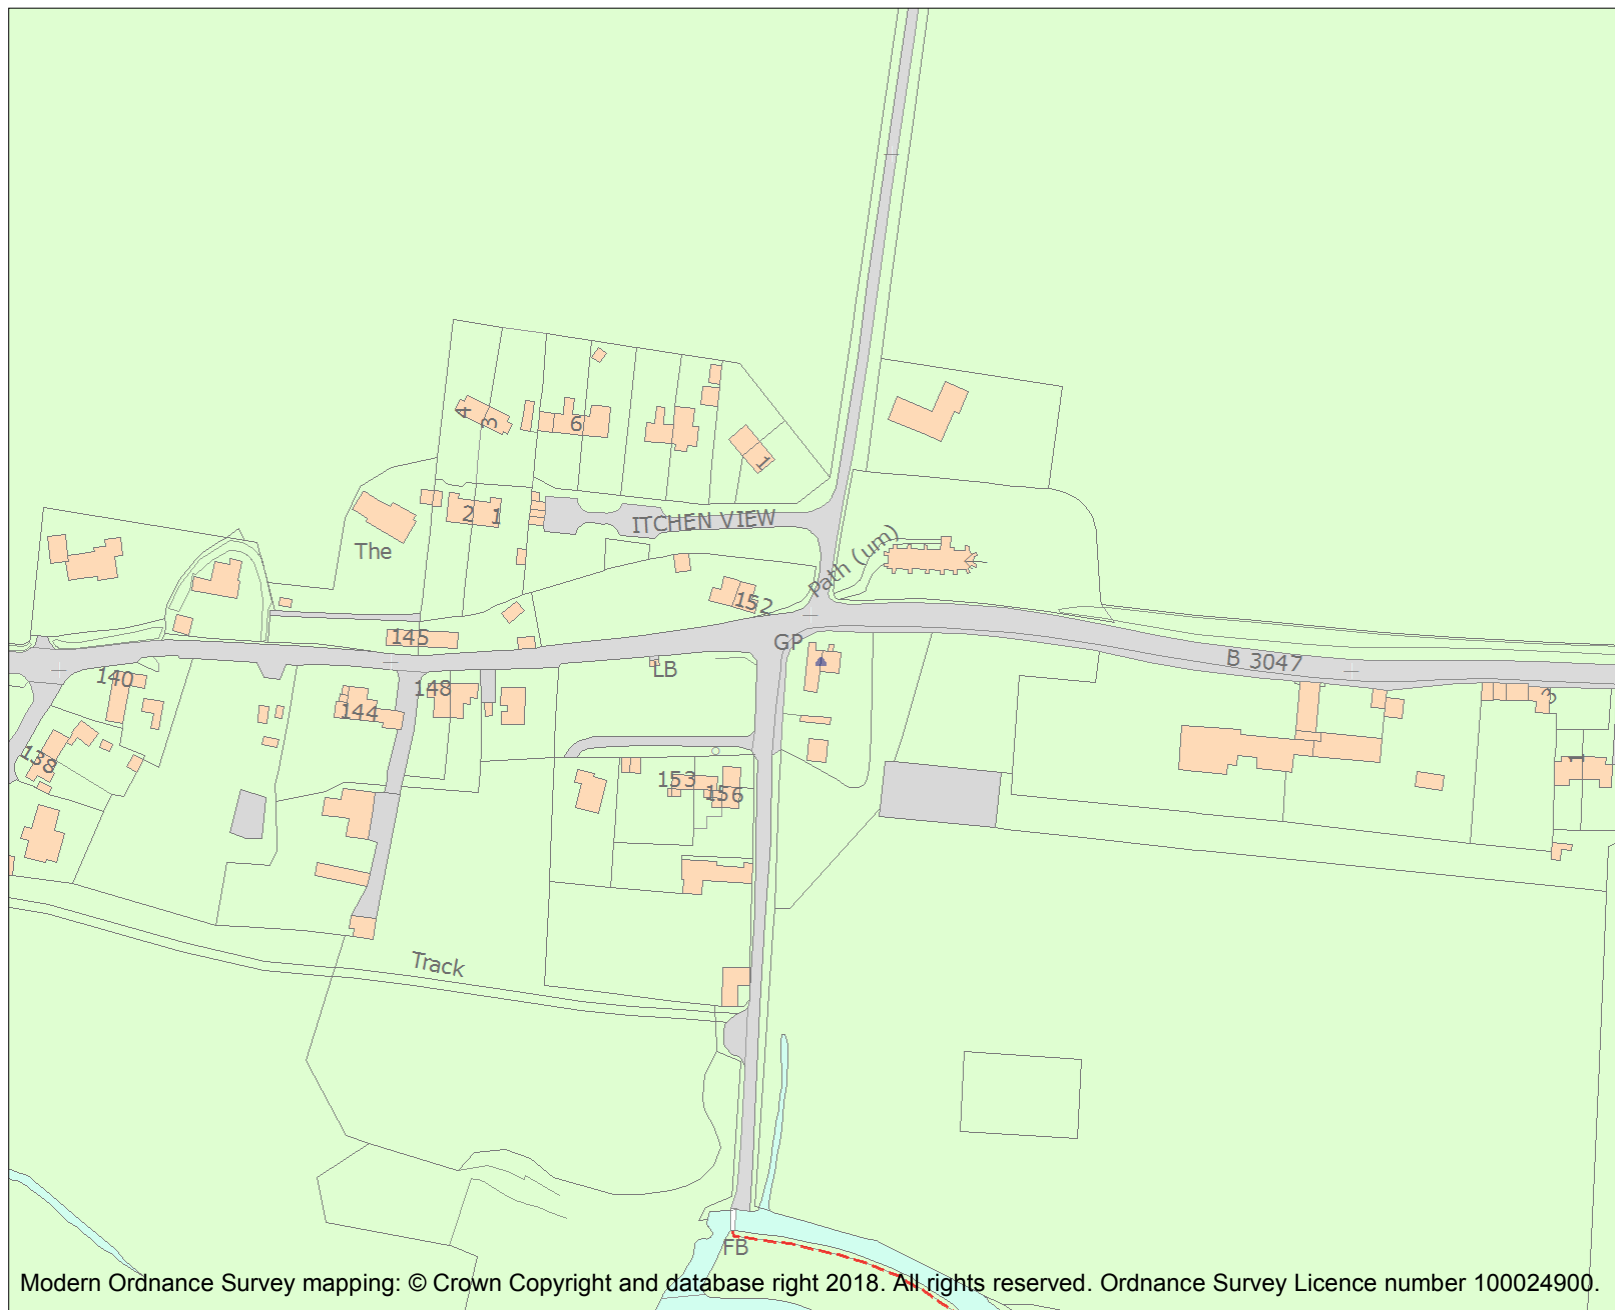 4
3
6
1
2 1
ITCHEN VIEW
The
Path (um)
152
145
GP
LB
B 3047
140
148
144
3
138
153
156
1
Track
FB
Modern Ordnance Survey mapping: © Crown Copyright and database right 2018. All rights reserved. Ordnance Survey Licence number 100024900.